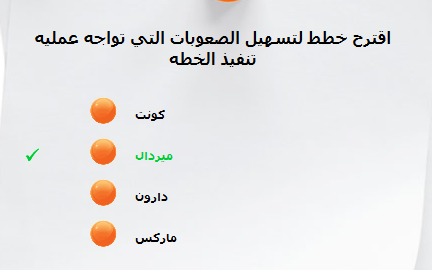 اقترح خطط لتسهيل الصعوبات التي تواجه عمليه
تنفيذ الخطه
كونت
ميردال
دارون
ماركس